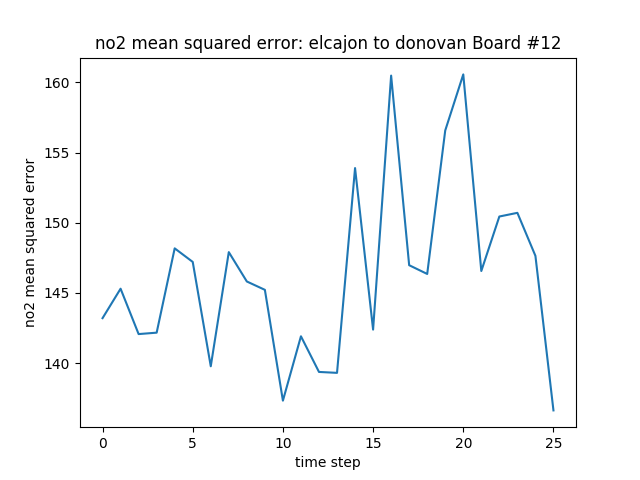 no2 mean squared error: elcajon to donovan Board #12
160
155
150
145
140
no2 mean squared error
0 5 10 15 20 25
time step